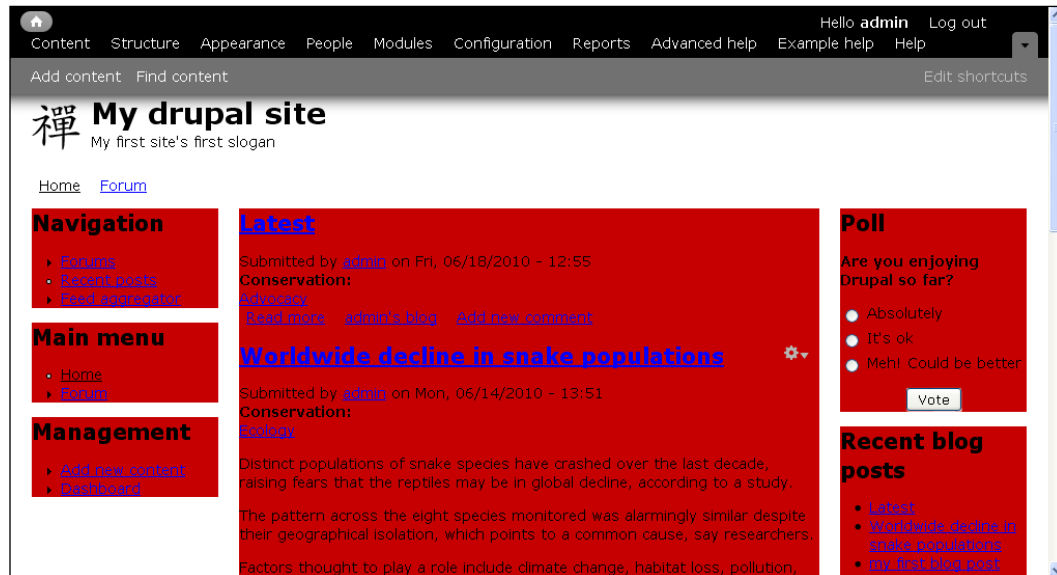 Hello admin Log out
Content Structure Appearance People Modules Configuration Reports Advanced help Example help Help
Add content Find content Edit shortcuts
禪 My drupal site
My first site's first slogan
Home Forum
Navigation
Forums
Recent posts
Feed aggregator
Main menu
Home
Forum
Management
Add new content
Dashboard
Latest
Submitted by admin on Fri, 06/18/2010 - 12:55
Conservation:
Advocacy
Read more admin's blog Add new comment
Worldwide decline in snake populations
Submitted by admin on Mon, 06/14/2010 - 13:51
Conservation:
Ecology
Distinct populations of snake species have crashed over the last decade,
raising fears that the reptiles may be in global decline, according to a study.
The pattern across the eight species monitored was alarmingly similar despite
their geographical isolation, which points to a common cause, say researchers.
Factors thought to play a role include climate change, habitat loss, pollution,
Poll
Are you enjoying
Drupal so far?
Absolutely
It's ok
Meh! Could be better
Vote
Recent blog
posts
Latest
Worldwide decline in
snake populations
my first blog post